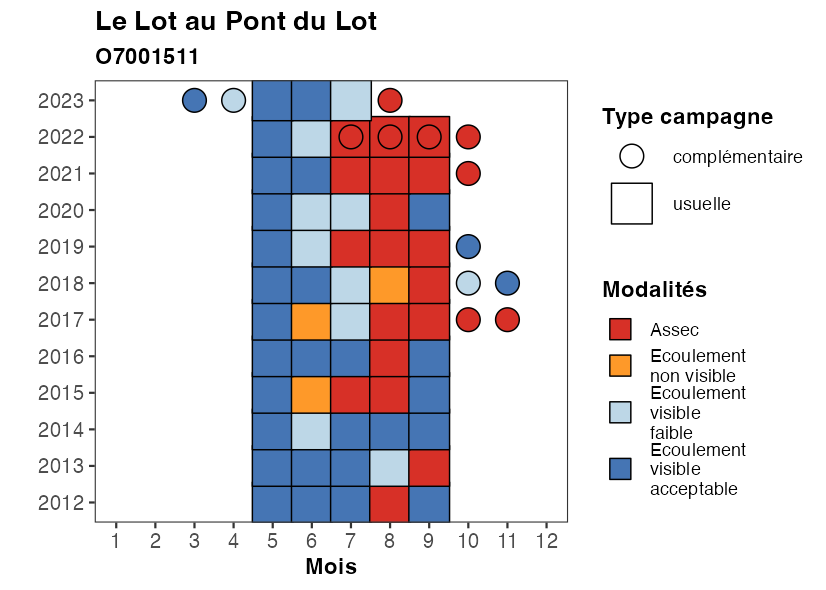 Le Lot au Pont du Lot
O7001511
2023
2022
2021
2020
2019
2018
2017
2016
2015
2014
2013
2012
1 2 3 4 5 6 7 8 9 10 11 12
Mois
Type campagne
complémentaire
usuelle
Modalités
Assec
Ecoulement
non visible
Ecoulement
visible
faible
Ecoulement
visible
acceptable